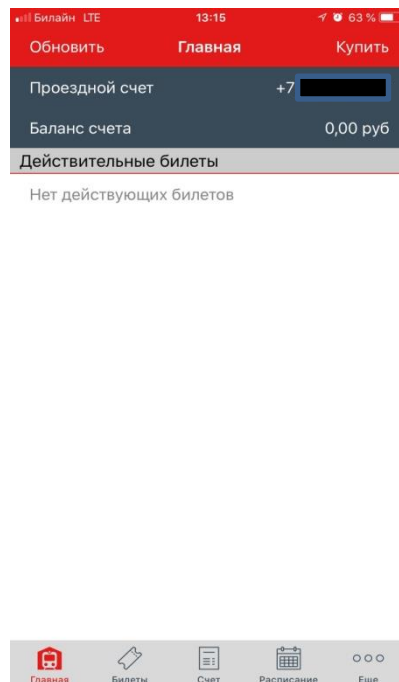 Билайн LTE 13:15 63 %
Обновить Главная Купить
Проездной счет +7
Баланс счета 0,00 руб
Действительные билеты
Нет действующих билетов
Главная Билеты Счет Расписание Еще